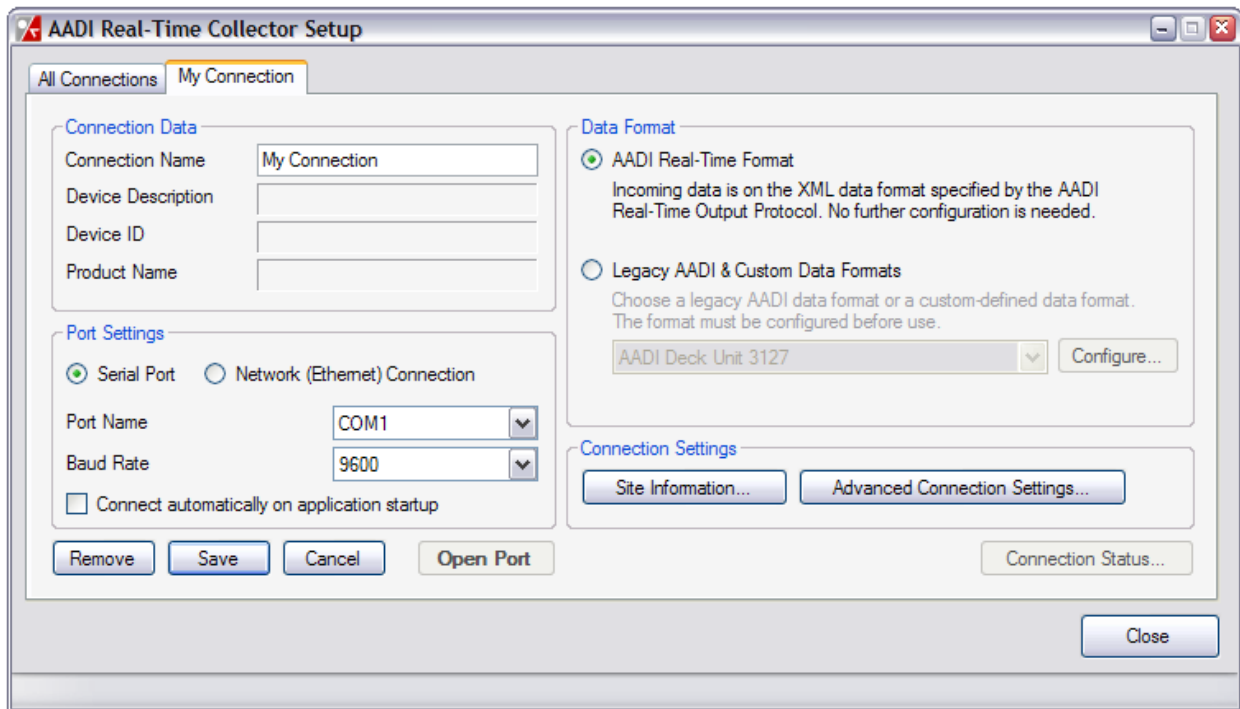 AADI Real-Time Collector Setup
All Connections
My Connection
Connection Data
Connection Name
My Connection
Device Description
Device ID
Product Name
Port Settings
Serial Port
Network (Ethernet) Connection
Port Name
COM1
Baud Rate
9600
Connect automatically on application startup
Data Format
AADI Real-Time Format
Incoming data is on the XML data format specified by the AADI
Real-Time Output Protocol. No further configuration is needed.
Legacy AADI & Custom Data Formats
Choose a legacy AADI data format or a custom-defined data format.
The format must be configured before use.
AADI Deck Unit 3127
Configure...
Connection Settings
Site Information...
Advanced Connection Settings...
Remove
Save
Cancel
Open Port
Connection Status...
Close